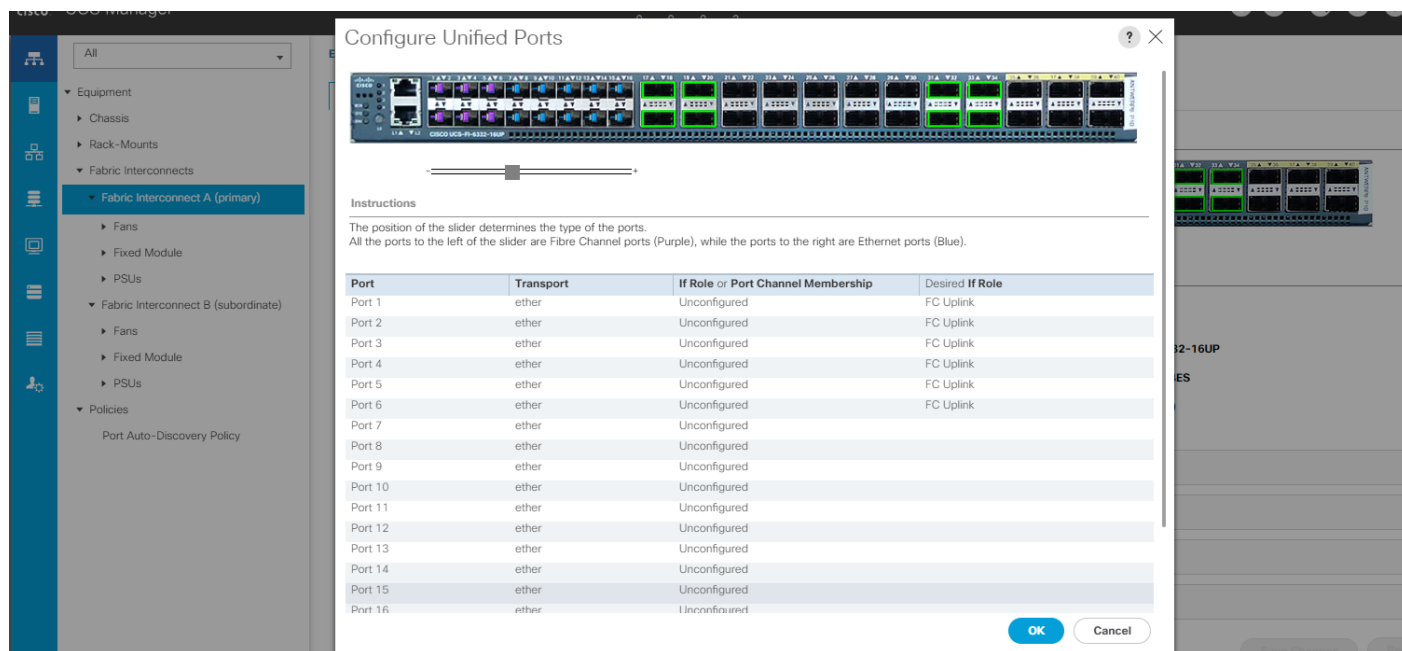 UCS Manager
Configure Unified Ports
?
All
Equipment
Chassis
Rack-Mounts
Fabric Interconnects
Fabric Interconnect A (primary)
Fans
Fixed Module
PSUs
Fabric Interconnect B (subordinate)
Fans
Fixed Module
PSUs
Policies
Port Auto-Discovery Policy
CISCO UCS-FI-6332-16UP
- +
Instructions
The position of the slider determines the type of the ports.
All the ports to the left of the slider are Fibre Channel ports (Purple), while the ports to the right are Ethernet ports (Blue).
Port Transport If Role or Port Channel Membership Desired If Role
Port 1 ether Unconfigured FC Uplink
Port 2 ether Unconfigured FC Uplink
Port 3 ether Unconfigured FC Uplink
Port 4 ether Unconfigured FC Uplink
Port 5 ether Unconfigured FC Uplink
Port 6 ether Unconfigured FC Uplink
Port 7 ether Unconfigured
Port 8 ether Unconfigured
Port 9 ether Unconfigured
Port 10 ether Unconfigured
Port 11 ether Unconfigured
Port 12 ether Unconfigured
Port 13 ether Unconfigured
Port 14 ether Unconfigured
Port 15 ether Unconfigured
Port 16 ether Unconfigured
OK Cancel
32-16UP
IES